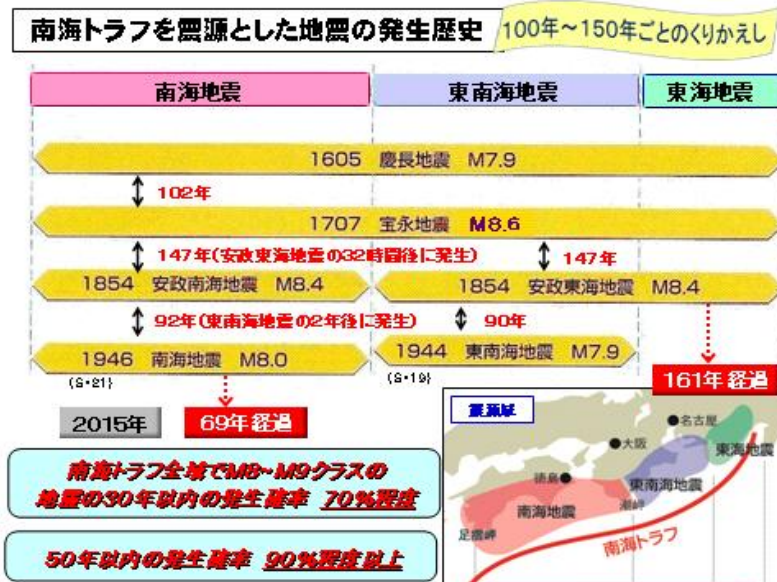 南海トラフを震源とした地震の発生歴史
100年～150年ごとのくりかえし
南海地震
東南海地震
東海地震
1605 慶長地震 M7.9
102年
1707 宝永地震 M8.6
147年(安政東海地震の32時間後に発生)
147年
1854 安政南海地震 M8.4
1854 安政東海地震 M8.4
92年(東南海地震の2年後に発生)
90年
1946 南海地震 M8.0
1944 東南海地震 M7.9
(S・21)
(S・19)
161年経過
2015年
69年経過
南海トラフ全域でM8~M9クラスの
地震の30年以内の発生確率 70%程度
50年以内の発生確率 90%程度以上
震源域
名古屋
大阪
東海地震
徳島
東南海地震
潮岬
南海地震
足摺岬
南海トラフ